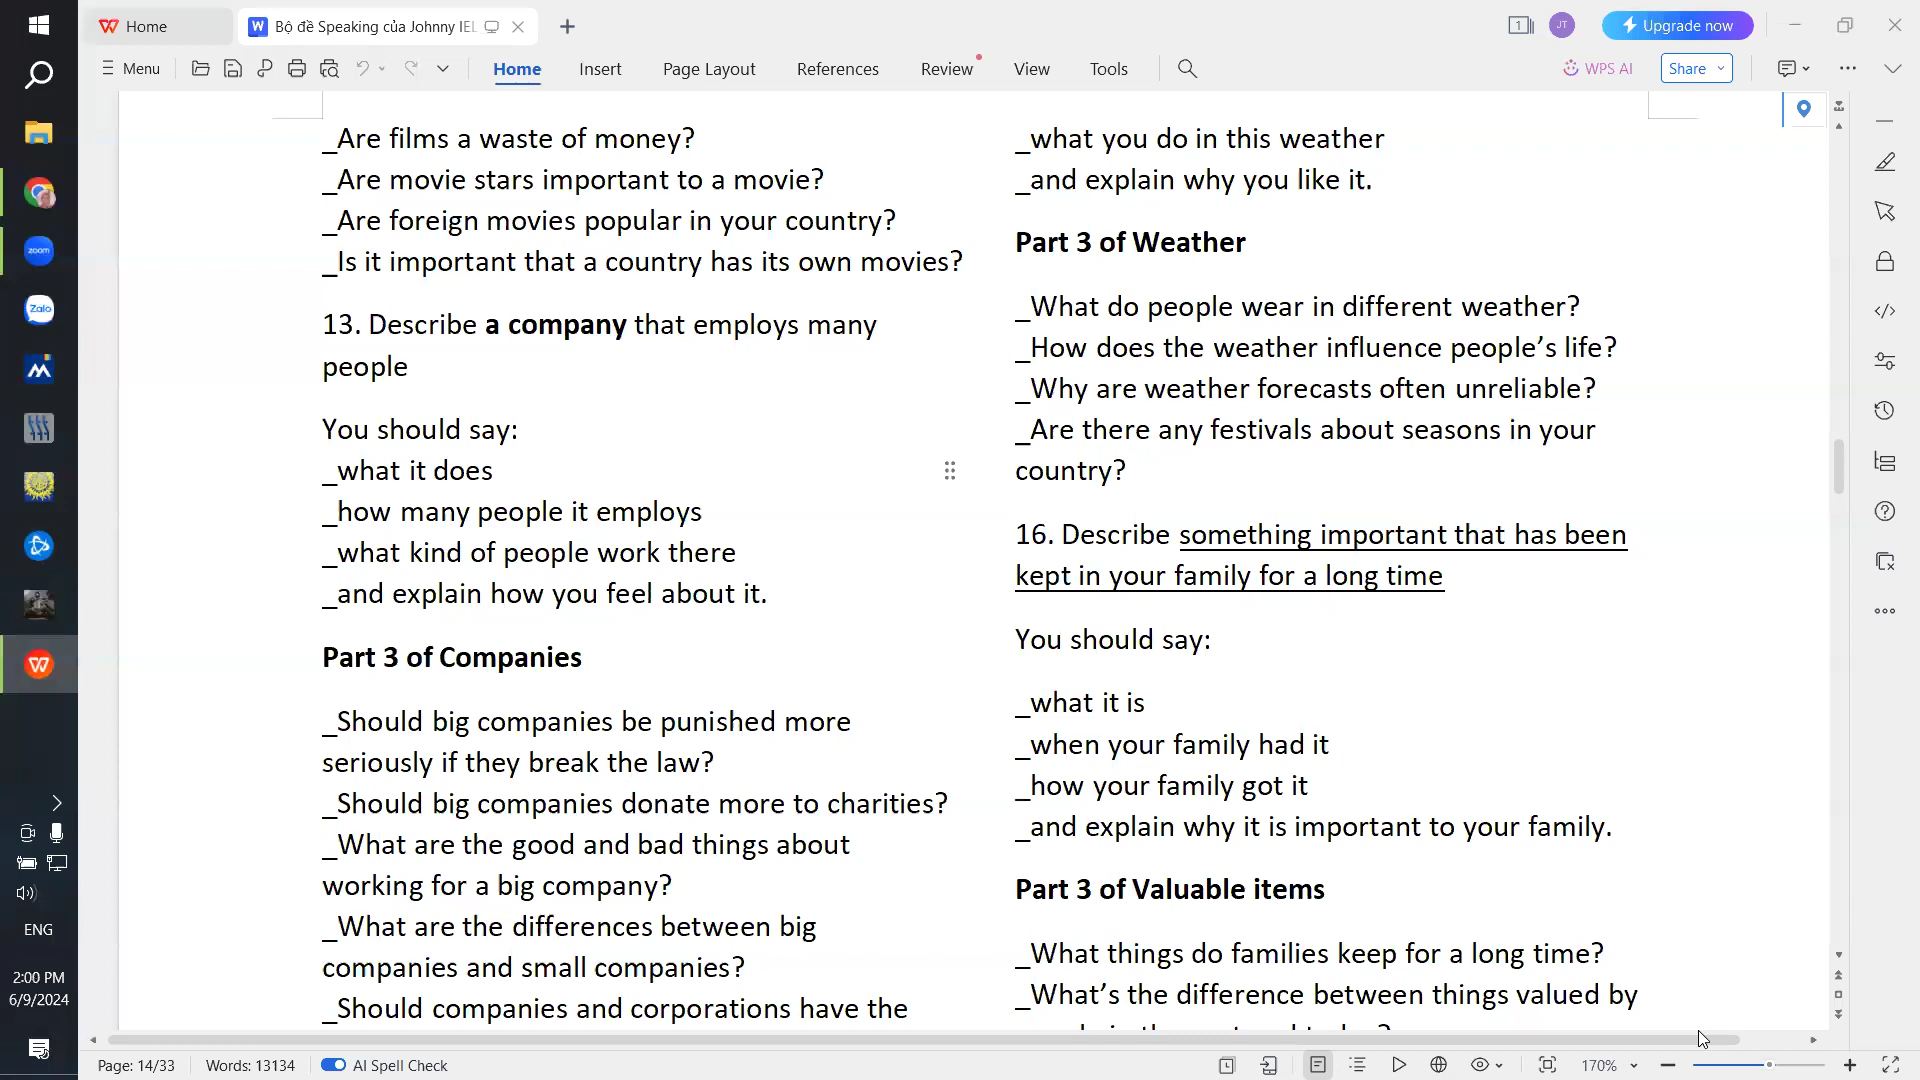 Home
Bộ đề Speaking của Johnny IEL
1
JT
Upgrade now
Menu
Home
Insert
Page Layout
References
Review
View
Tools
WPS AI
Share
_Are films a waste of money?
_Are movie stars important to a movie?
_Are foreign movies popular in your country?
_Is it important that a country has its own movies?
13. Describe a company that employs many
people
You should say:
_what it does
_how many people it employs
_what kind of people work there
_and explain how you feel about it.
Part 3 of Companies
_Should big companies be punished more
seriously if they break the law?
_Should big companies donate more to charities?
_What are the good and bad things about
working for a big company?
_What are the differences between big
companies and small companies?
_Should companies and corporations have the
_what you do in this weather
_and explain why you like it.
Part 3 of Weather
_What do people wear in different weather?
_How does the weather influence people’s life?
_Why are weather forecasts often unreliable?
_Are there any festivals about seasons in your
country?
16. Describe something important that has been
kept in your family for a long time
You should say:
_what it is
_when your family had it
_how your family got it
_and explain why it is important to your family.
Part 3 of Valuable items
_What things do families keep for a long time?
_What’s the difference between things valued by
zoom
Zalo
ENG
2:00 PM
6/9/2024
Page: 14/33
Words: 13134
AI Spell Check
170%